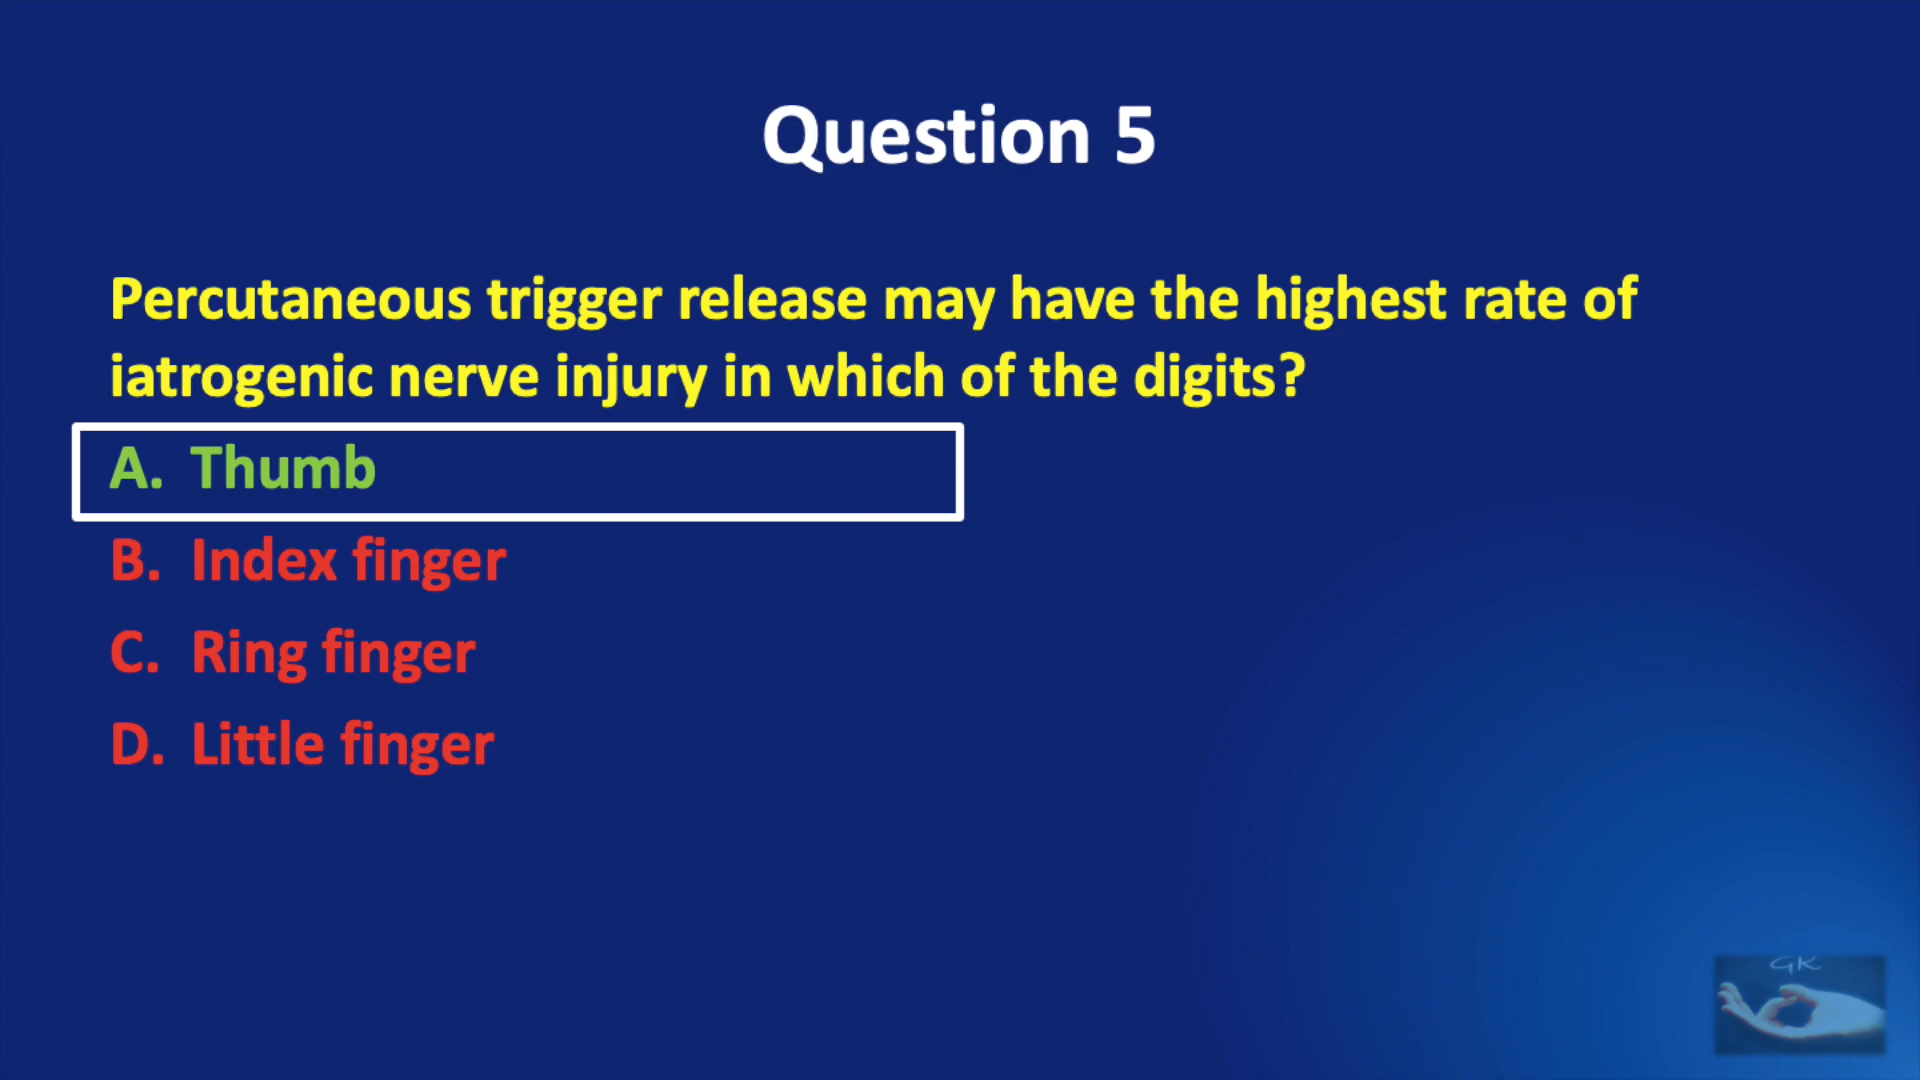 Question 5
Percutaneous trigger release may have the highest rate of
iatrogenic nerve injury in which of the digits?
A. Thumb
B. Index finger
C. Ring finger
D. Little finger
GK